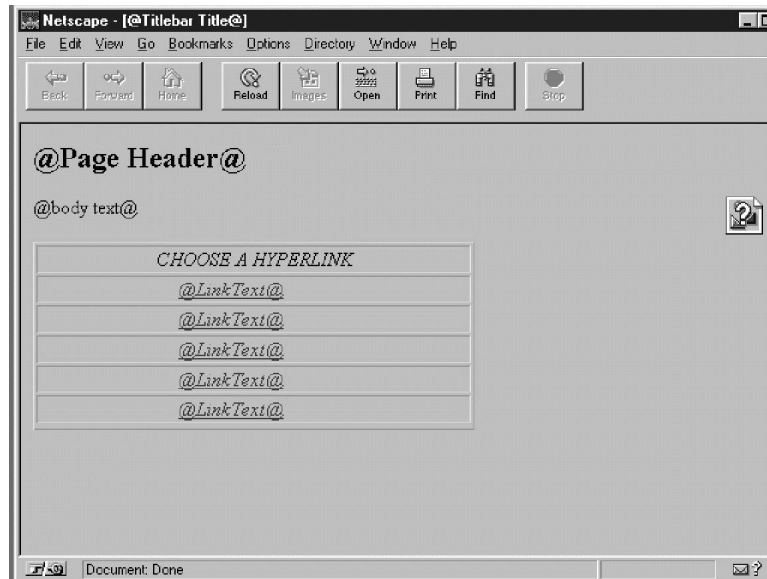 Netscape - [@Titlebar Title@]
File Edit View Go Bookmarks Options Directory Window Help
Back Forward Home Reload Images Open Print Find Stop
@Page Header@
@body text@
CHOOSE A HYPERLINK
@LinkText@
@LinkText@
@LinkText@
@LinkText@
@LinkText@
Document: Done